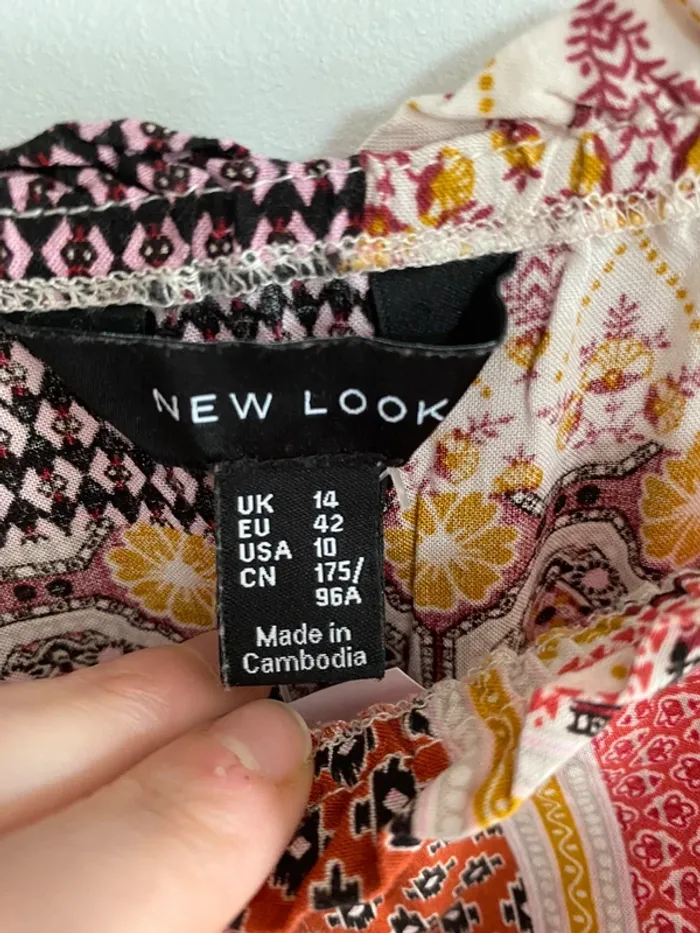 NEW LOOK
UK 14
EU 42
USA 10
CN 175/
96A
Made in
Cambodia